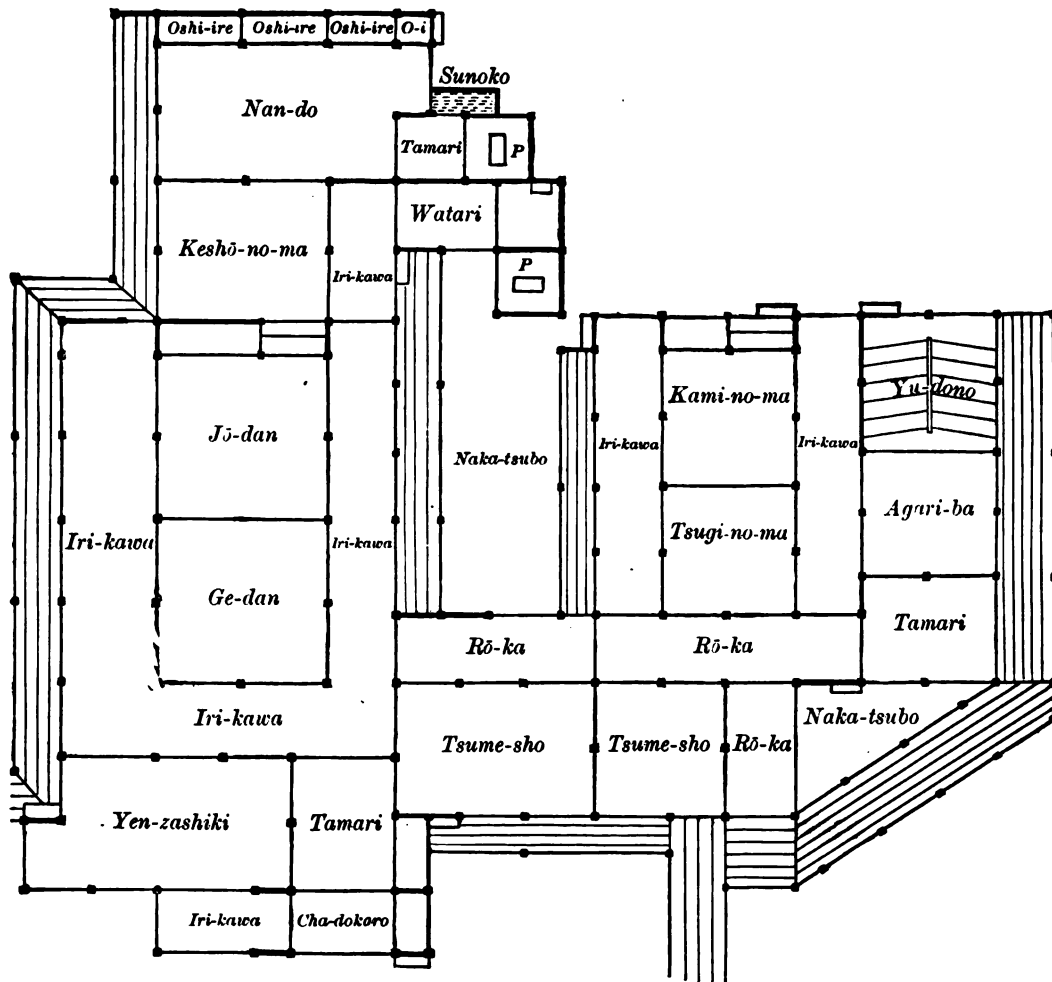 Oshi-ire
Oshi-ire
Oshi-ire
O-i
Sunoko
Nan-do
Tamari
P
Watari
Keshō-no-ma
Iri-kawa
P
Kami-no-ma
Yu-dono
Jō-dan
Iri-kawa
Iri-kawa
Naka-tsubo
Agari-ba
Tsugi-no-ma
Iri-kawa
Iri-kawa
Ge-dan
Tamari
Rō-ka
Rō-ka
Iri-kawa
Naka-tsubo
Tsume-sho
Tsume-sho
Rō-ka
Yen-zashiki
Tamari
Iri-kawa
Cha-dokoro